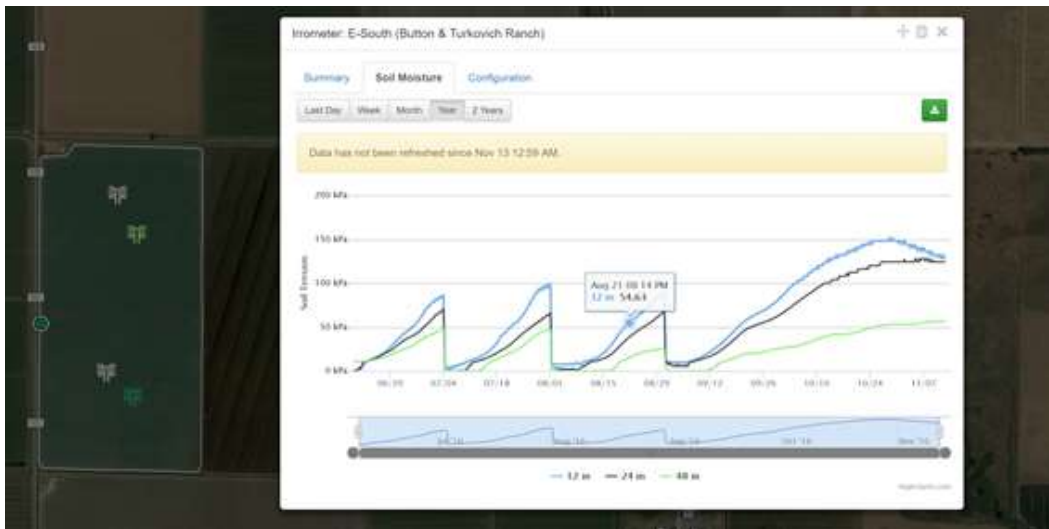 Irrometer: E-South (Button & Turkovich Ranch)
Summary Soil Moisture Configuration
Last Day Week Month Year 2 Years
Data has not been refreshed since Nov 13 12:59 AM.
200 kPa
150 kPa
100 kPa
50 kPa
0 kPa
Soil Tension
Aug 21 08:14 PM
12 in 54.63
06/20 07/04 07/18 08/01 08/15 08/29 09/12 09/26 10/10 10/24 11/07
12 in 24 in 48 in